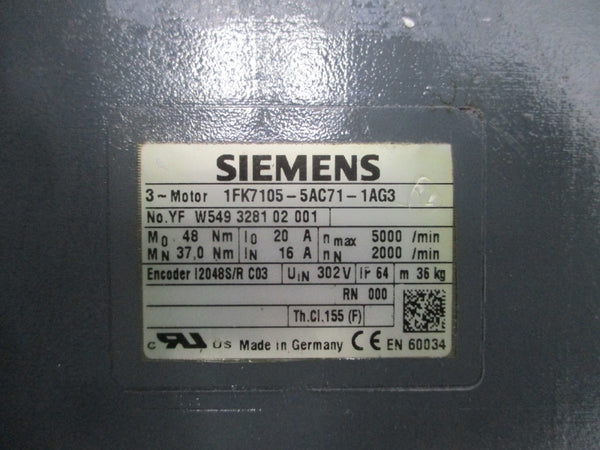 SIEMENS
3~Motor 1FK7105-5AC71-1AG3
No.YF W549 3281 02 001
M0 48 Nm I0 20 A nmax 5000 /min
MN 37,0 Nm IN 16 A nN 2000 /min
Encoder I2048S/R C03 UIN 302V IP 64 m 36 kg
RN 000
Th.Cl.155 (F)
c RU US Made in Germany CE EN 60034